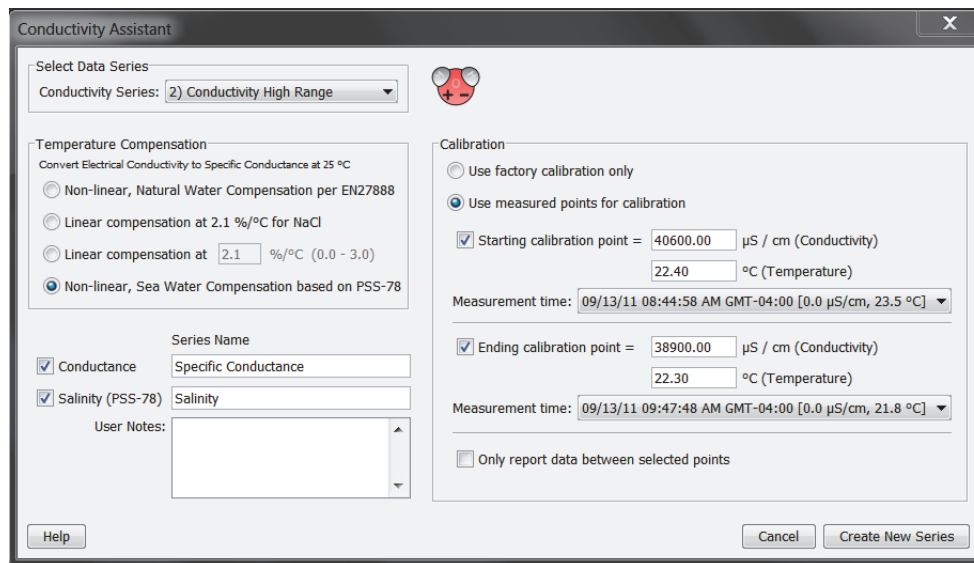 Conductivity Assistant
X
Select Data Series
Conductivity Series: 2) Conductivity High Range
Temperature Compensation
Convert Electrical Conductivity to Specific Conductance at 25 ºC
Non-linear, Natural Water Compensation per EN27888
Linear compensation at 2.1 %/ºC for NaCl
Linear compensation at 2.1 %/ºC (0.0 - 3.0)
Non-linear, Sea Water Compensation based on PSS-78
Series Name
Conductance Specific Conductance
Salinity (PSS-78) Salinity
User Notes:
Calibration
Use factory calibration only
Use measured points for calibration
Starting calibration point = 40600.00 µS / cm (Conductivity)
22.40 ºC (Temperature)
Measurement time: 09/13/11 08:44:58 AM GMT-04:00 [0.0 µS/cm, 23.5 ºC]
Ending calibration point = 38900.00 µS / cm (Conductivity)
22.30 ºC (Temperature)
Measurement time: 09/13/11 09:47:48 AM GMT-04:00 [0.0 µS/cm, 21.8 ºC]
Only report data between selected points
Help
Cancel
Create New Series